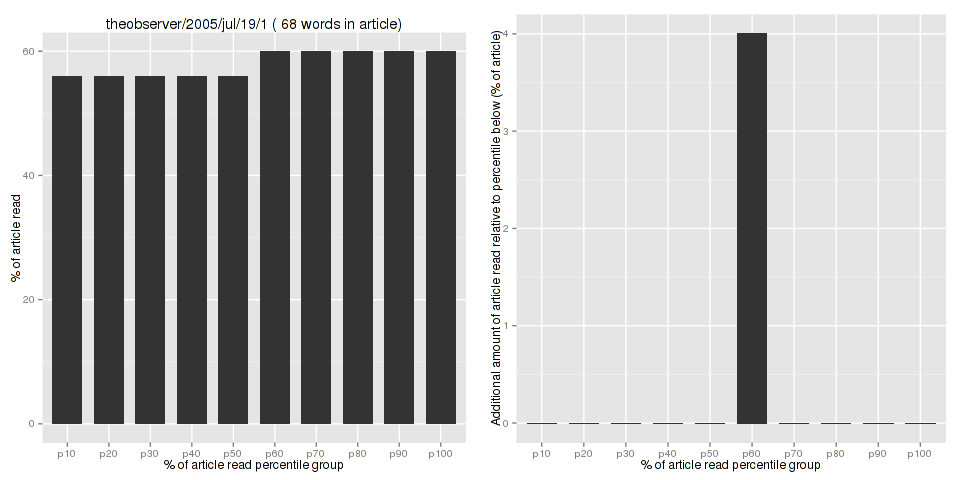 theobserver/2005/jul/19/1 ( 68 words in article)
% of article read
60
40
20
0
p10 p20 p30 p40 p50 p60 p70 p80 p90 p100
% of article read percentile group
Additional amount of article read relative to percentile below (% of article)
4
3
2
1
0
p10 p20 p30 p40 p50 p60 p70 p80 p90 p100
% of article read percentile group